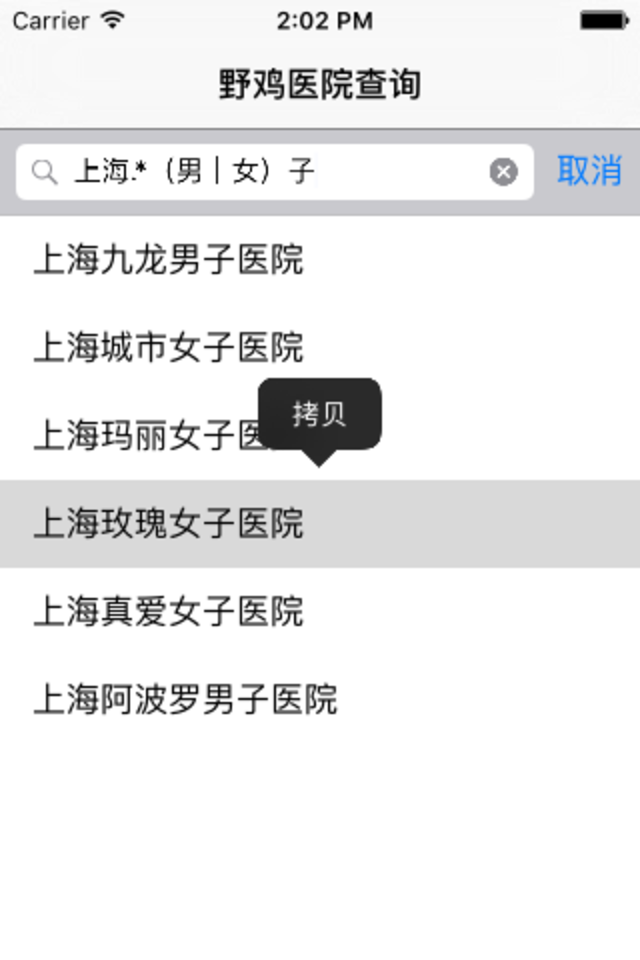 Carrier 2:02 PM
野鸡医院查询
上海.*（男｜女）子 取消
上海九龙男子医院
上海城市女子医院
拷贝
上海玛丽女子医
上海玫瑰女子医院
上海真爱女子医院
上海阿波罗男子医院